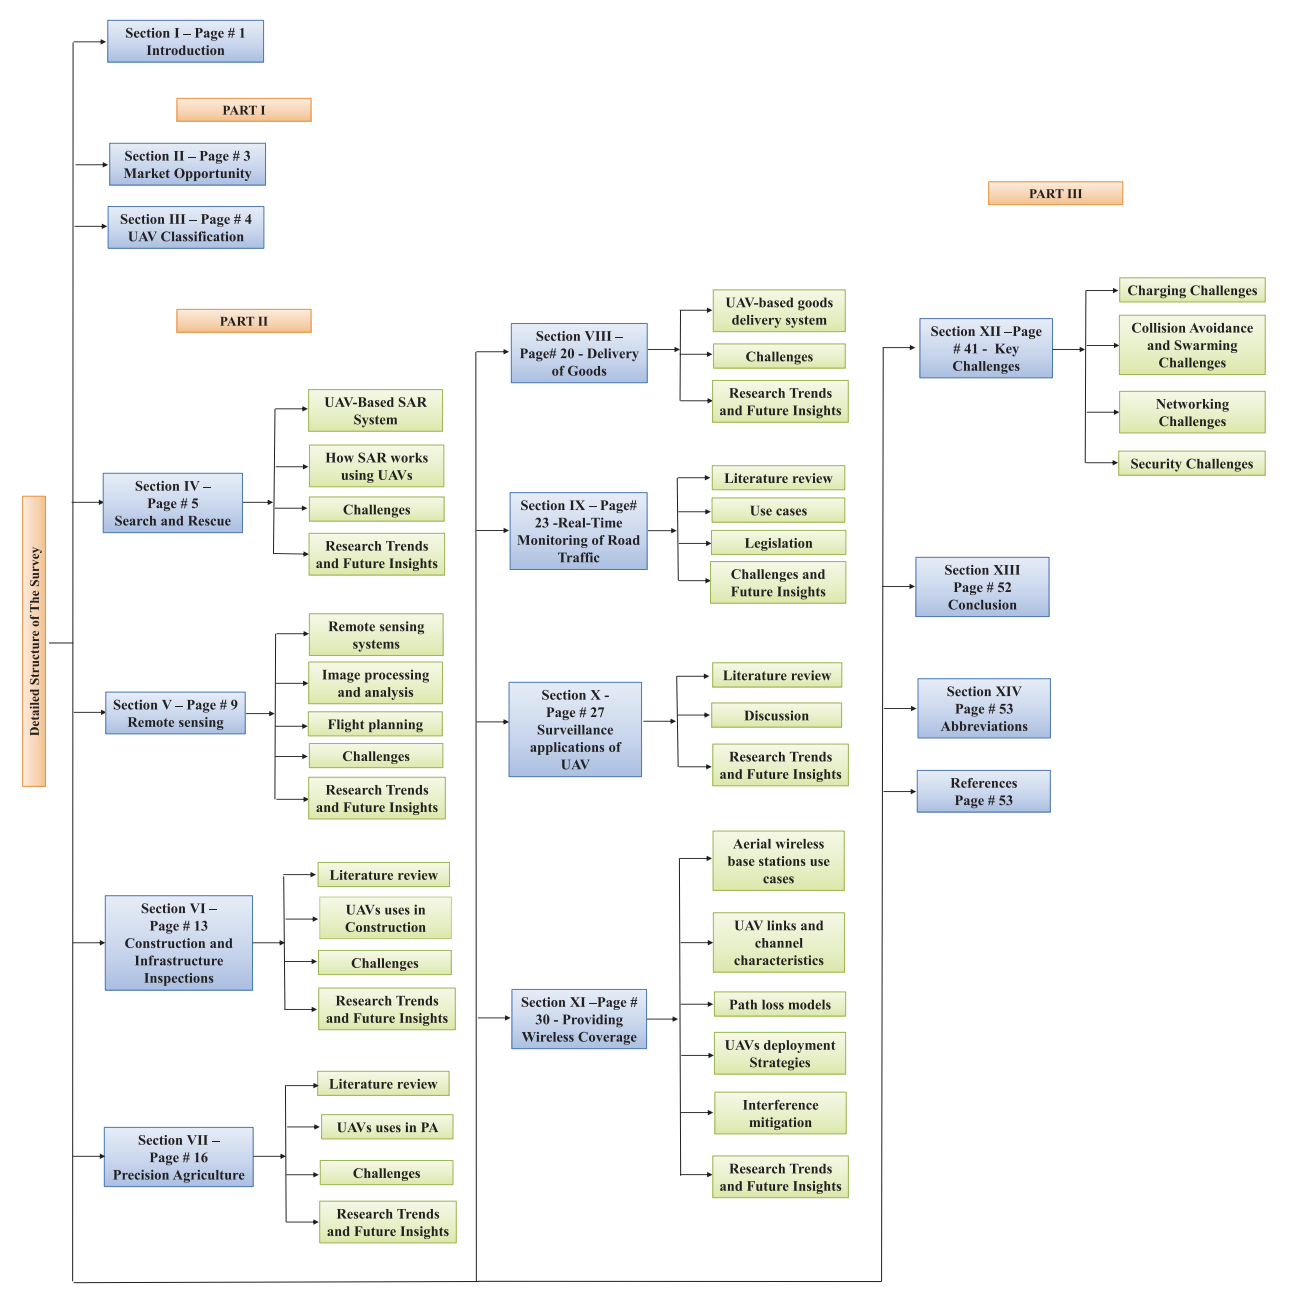 Detailed Structure of The Survey
Section I – Page # 1
Introduction
PART I
Section II – Page # 3
Market Opportunity
Section III – Page # 4
UAV Classification
PART II
Section IV –
Page # 5
Search and Rescue
UAV-Based SAR
System
How SAR works
using UAVs
Challenges
Research Trends
and Future Insights
Section V – Page # 9
Remote sensing
Remote sensing
systems
Image processing
and analysis
Flight planning
Challenges
Research Trends
and Future Insights
Section VI –
Page # 13
Construction and
Infrastructure
Inspections
Literature review
UAVs uses in
Construction
Challenges
Research Trends
and Future Insights
Section VII –
Page # 16
Precision Agriculture
Literature review
UAVs uses in PA
Challenges
Research Trends
and Future Insights
Section VIII –
Page# 20 - Delivery
of Goods
UAV-based goods
delivery system
Challenges
Research Trends
and Future Insights
Section IX – Page#
23 -Real-Time
Monitoring of Road
Traffic
Literature review
Use cases
Legislation
Challenges and
Future Insights
Section X -
Page # 27
Surveillance
applications of
UAV
Literature review
Discussion
Research Trends
and Future Insights
Section XI –Page #
30 - Providing
Wireless Coverage
Aerial wireless
base stations use
cases
UAV links and
channel
characteristics
Path loss models
UAVs deployment
Strategies
Interference
mitigation
Research Trends
and Future Insights
PART III
Section XII –Page
# 41 - Key
Challenges
Charging Challenges
Collision Avoidance
and Swarming
Challenges
Networking
Challenges
Security Challenges
Section XIII
Page # 52
Conclusion
Section XIV
Page # 53
Abbreviations
References
Page # 53